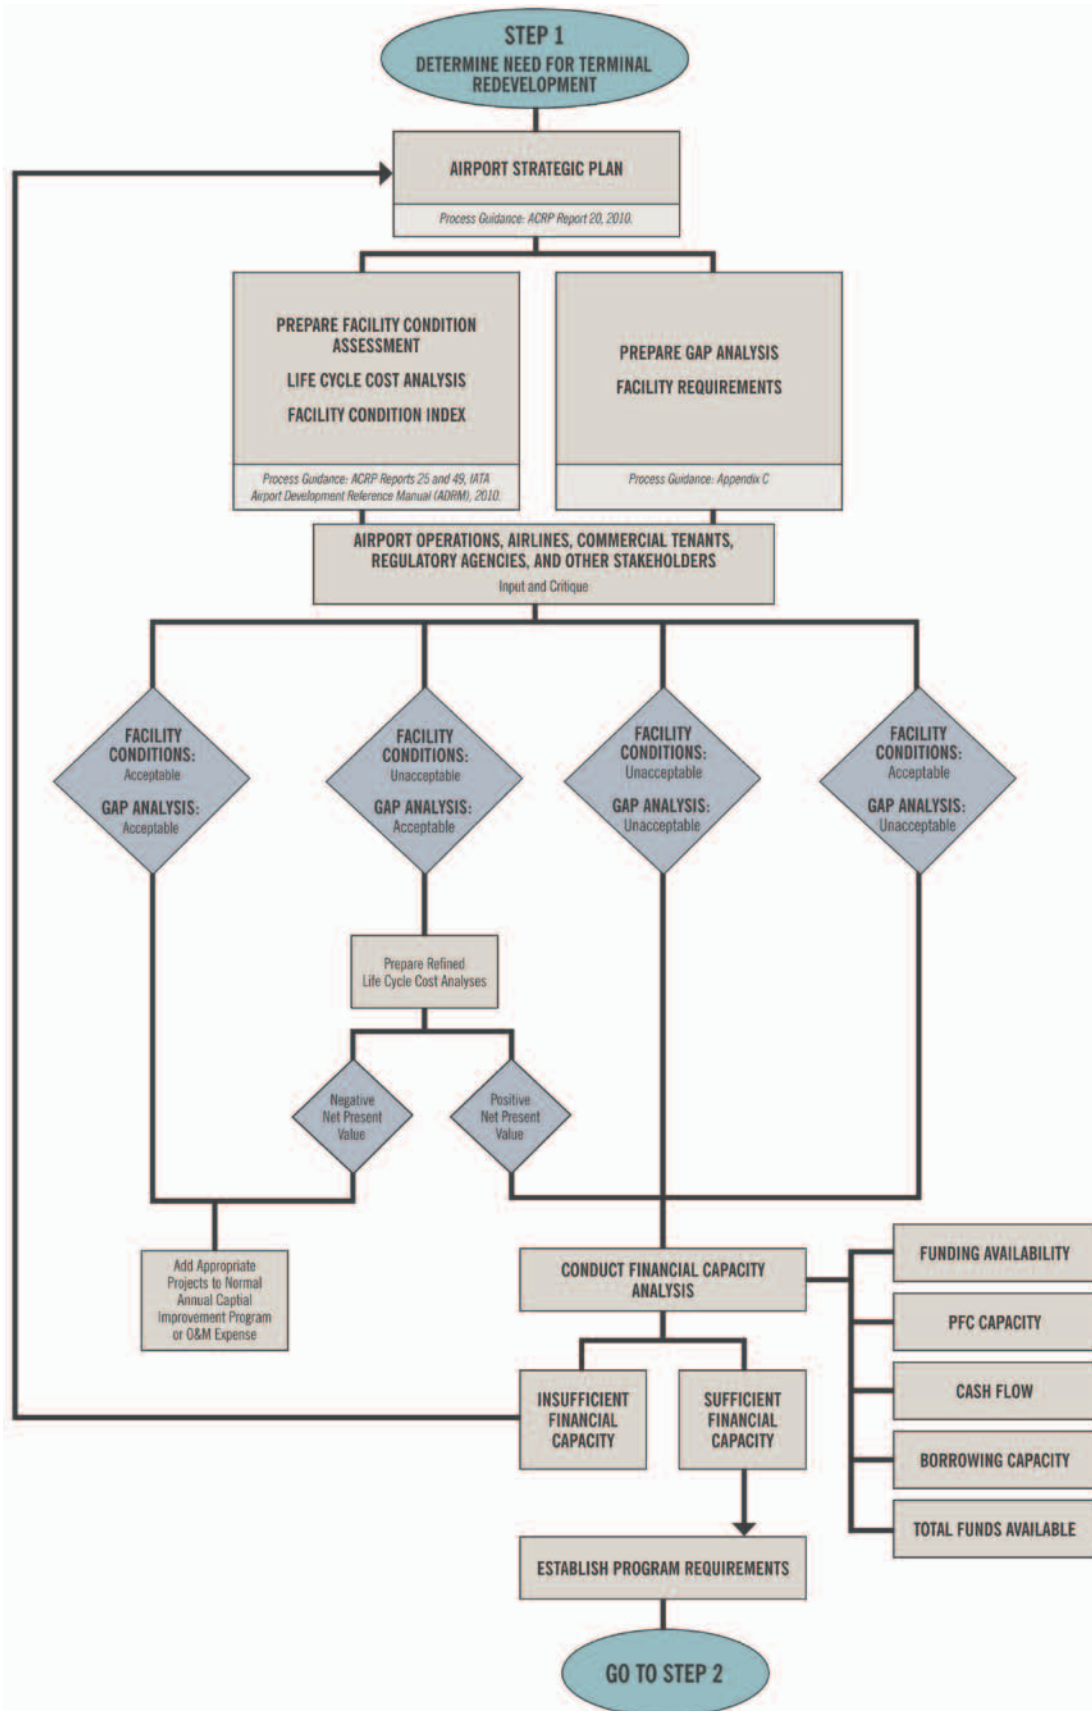 STEP 1
DETERMINE NEED FOR TERMINAL
REDEVELOPMENT
AIRPORT STRATEGIC PLAN
Process Guidance: ACRP Report 20, 2010.
PREPARE FACILITY CONDITION
ASSESSMENT
LIFE CYCLE COST ANALYSIS
FACILITY CONDITION INDEX
Process Guidance: ACRP Reports 25 and 49, IATA
Airport Development Reference Manual (ADRM), 2010.
PREPARE GAP ANALYSIS
FACILITY REQUIREMENTS
Process Guidance: Appendix C
AIRPORT OPERATIONS, AIRLINES, COMMERCIAL TENANTS,
REGULATORY AGENCIES, AND OTHER STAKEHOLDERS
Input and Critique
FACILITY
CONDITIONS:
Acceptable
GAP ANALYSIS:
Acceptable
FACILITY
CONDITIONS:
Unacceptable
GAP ANALYSIS:
Acceptable
FACILITY
CONDITIONS:
Unacceptable
GAP ANALYSIS:
Unacceptable
FACILITY
CONDITIONS:
Acceptable
GAP ANALYSIS:
Unacceptable
Prepare Refined
Life Cycle Cost Analyses
Negative
Net Present
Value
Positive
Net Present
Value
Add Appropriate
Projects to Normal
Annual Captial
Improvement Program
or O&M Expense
CONDUCT FINANCIAL CAPACITY
ANALYSIS
FUNDING AVAILABILITY
PFC CAPACITY
CASH FLOW
BORROWING CAPACITY
TOTAL FUNDS AVAILABLE
INSUFFICIENT
FINANCIAL
CAPACITY
SUFFICIENT
FINANCIAL
CAPACITY
ESTABLISH PROGRAM REQUIREMENTS
GO TO STEP 2